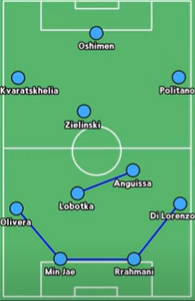 Oshimen
Kvaratskhelia
Politano
Zielinski
Anguissa
Lobotka
Olivera
Di Lorenzo
Min Jae
Rrahmani